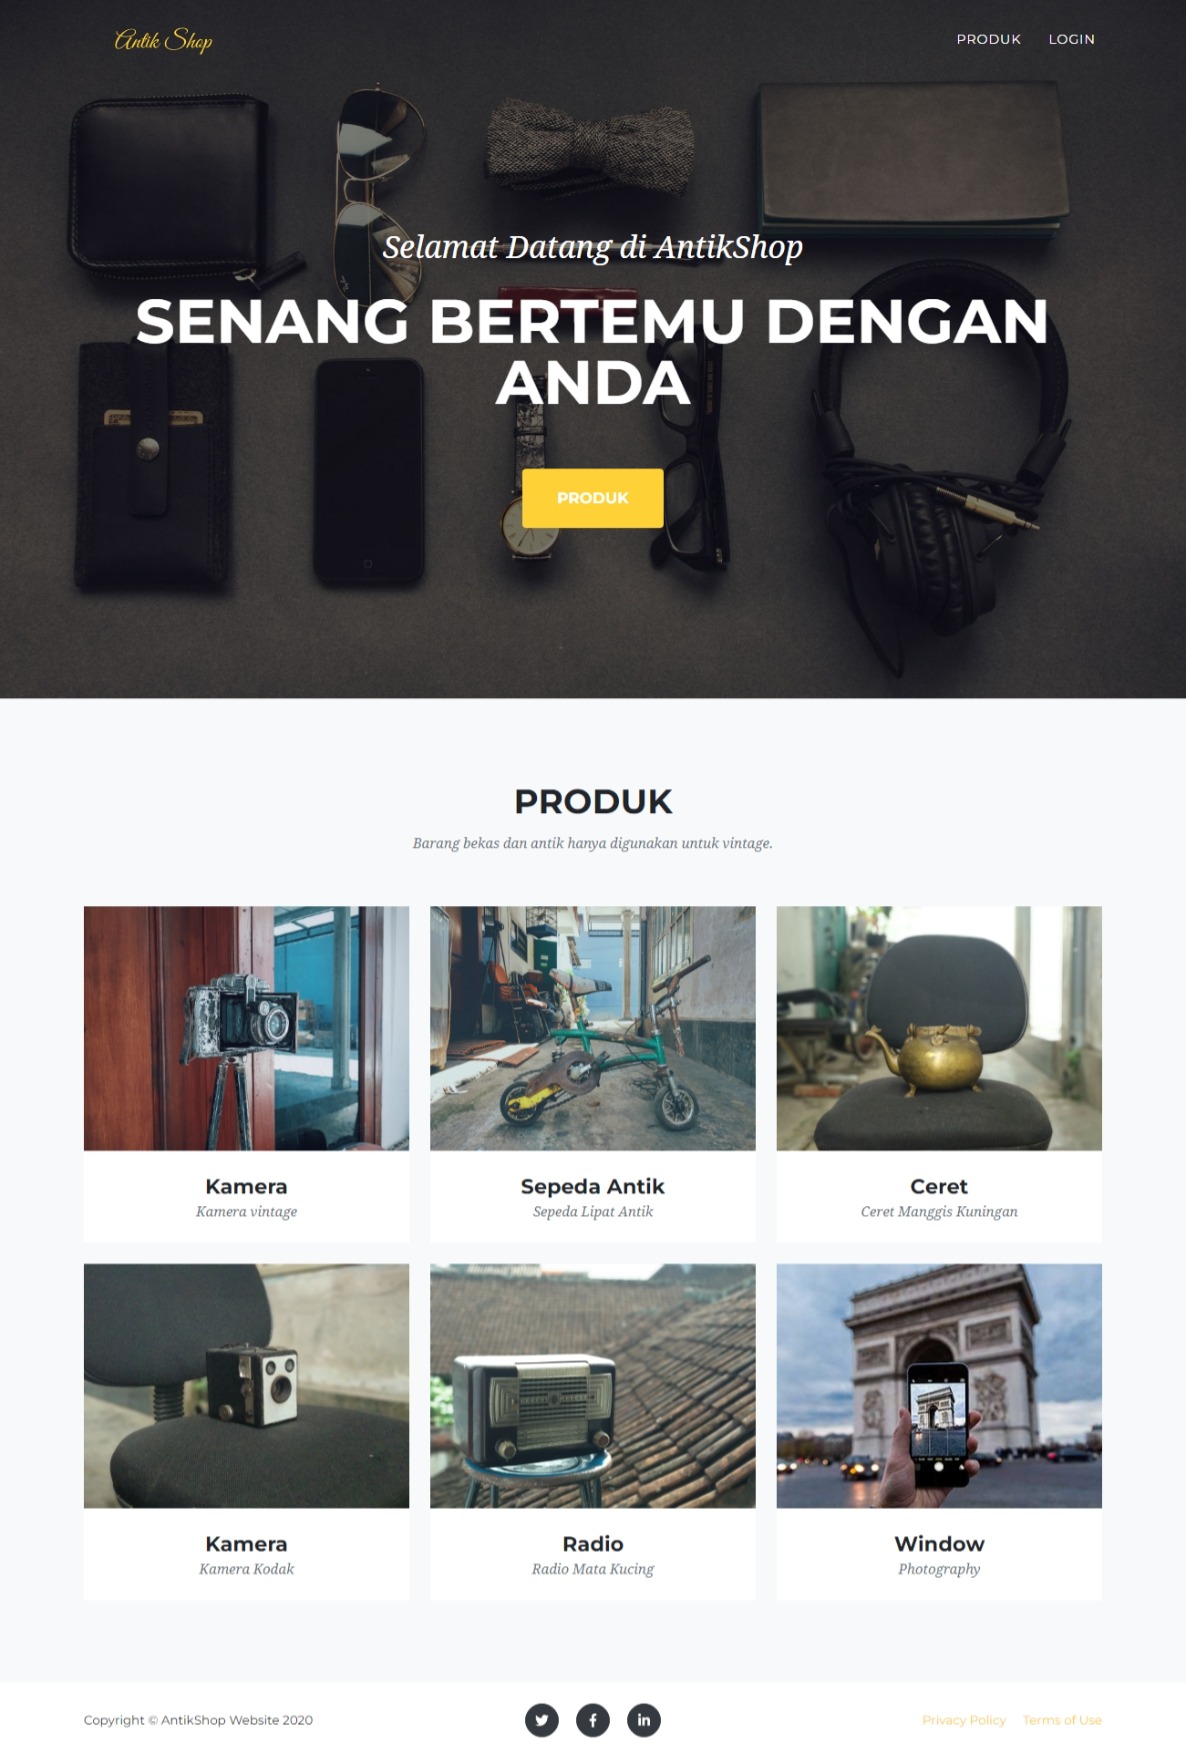 Antik Shop
PRODUK LOGIN
Selamat Datang di AntikShop
SENANG BERTEMU DENGAN
ANDA
PRODUK
PRODUK
Barang bekas dan antik hanya digunakan untuk vintage.
Kamera
Kamera vintage
Sepeda Antik
Sepeda Lipat Antik
Ceret
Ceret Manggis Kuningan
Kamera
Kamera Kodak
Radio
Radio Mata Kucing
Window
Photography
Copyright © AntikShop Website 2020
Privacy Policy Terms of Use